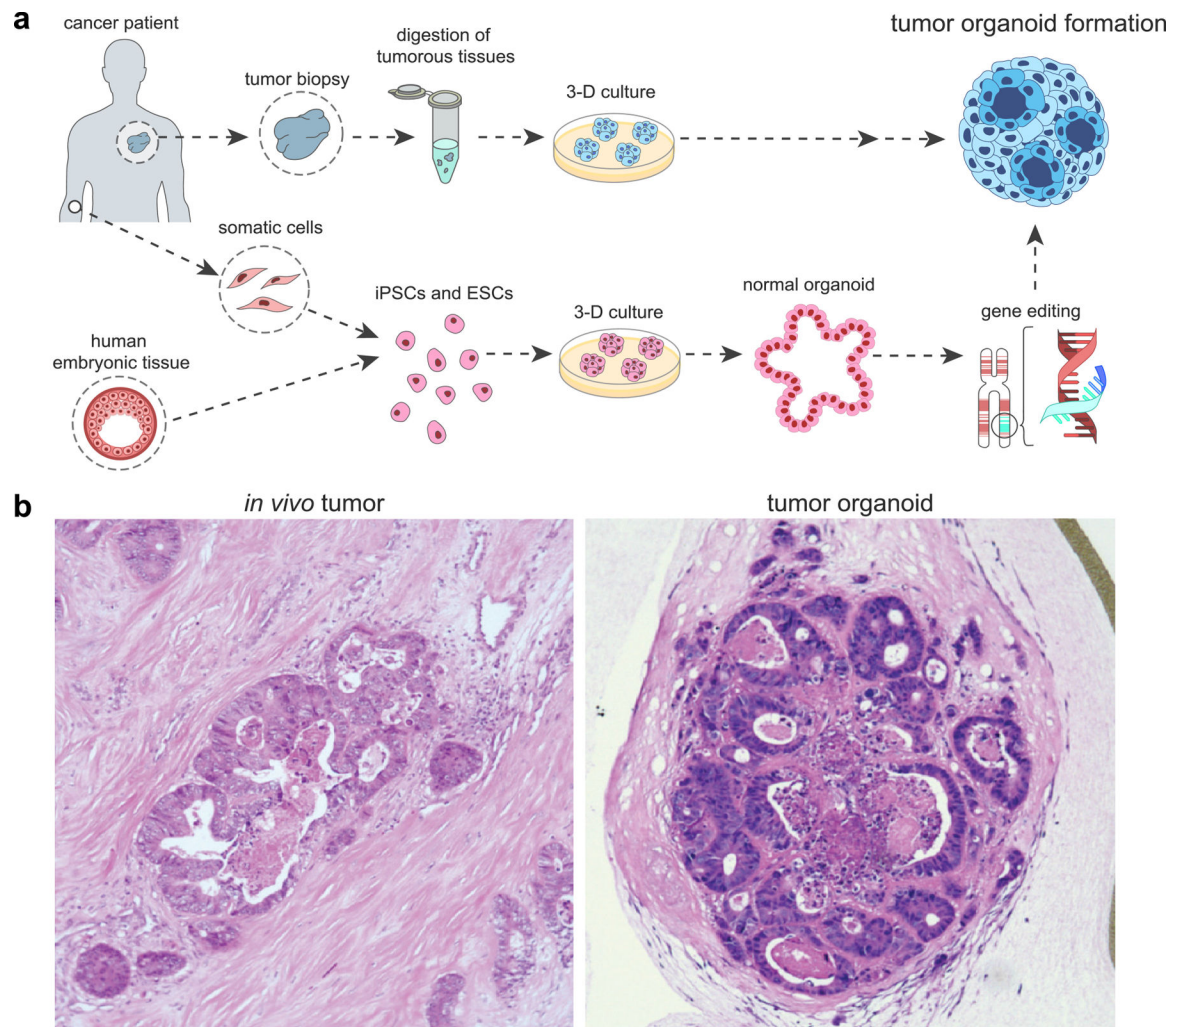 a
cancer patient
tumor biopsy
digestion of
tumorous tissues
3-D culture
tumor organoid formation
somatic cells
iPSCs and ESCs
3-D culture
normal organoid
gene editing
human
embryonic tissue
b
in vivo tumor
tumor organoid